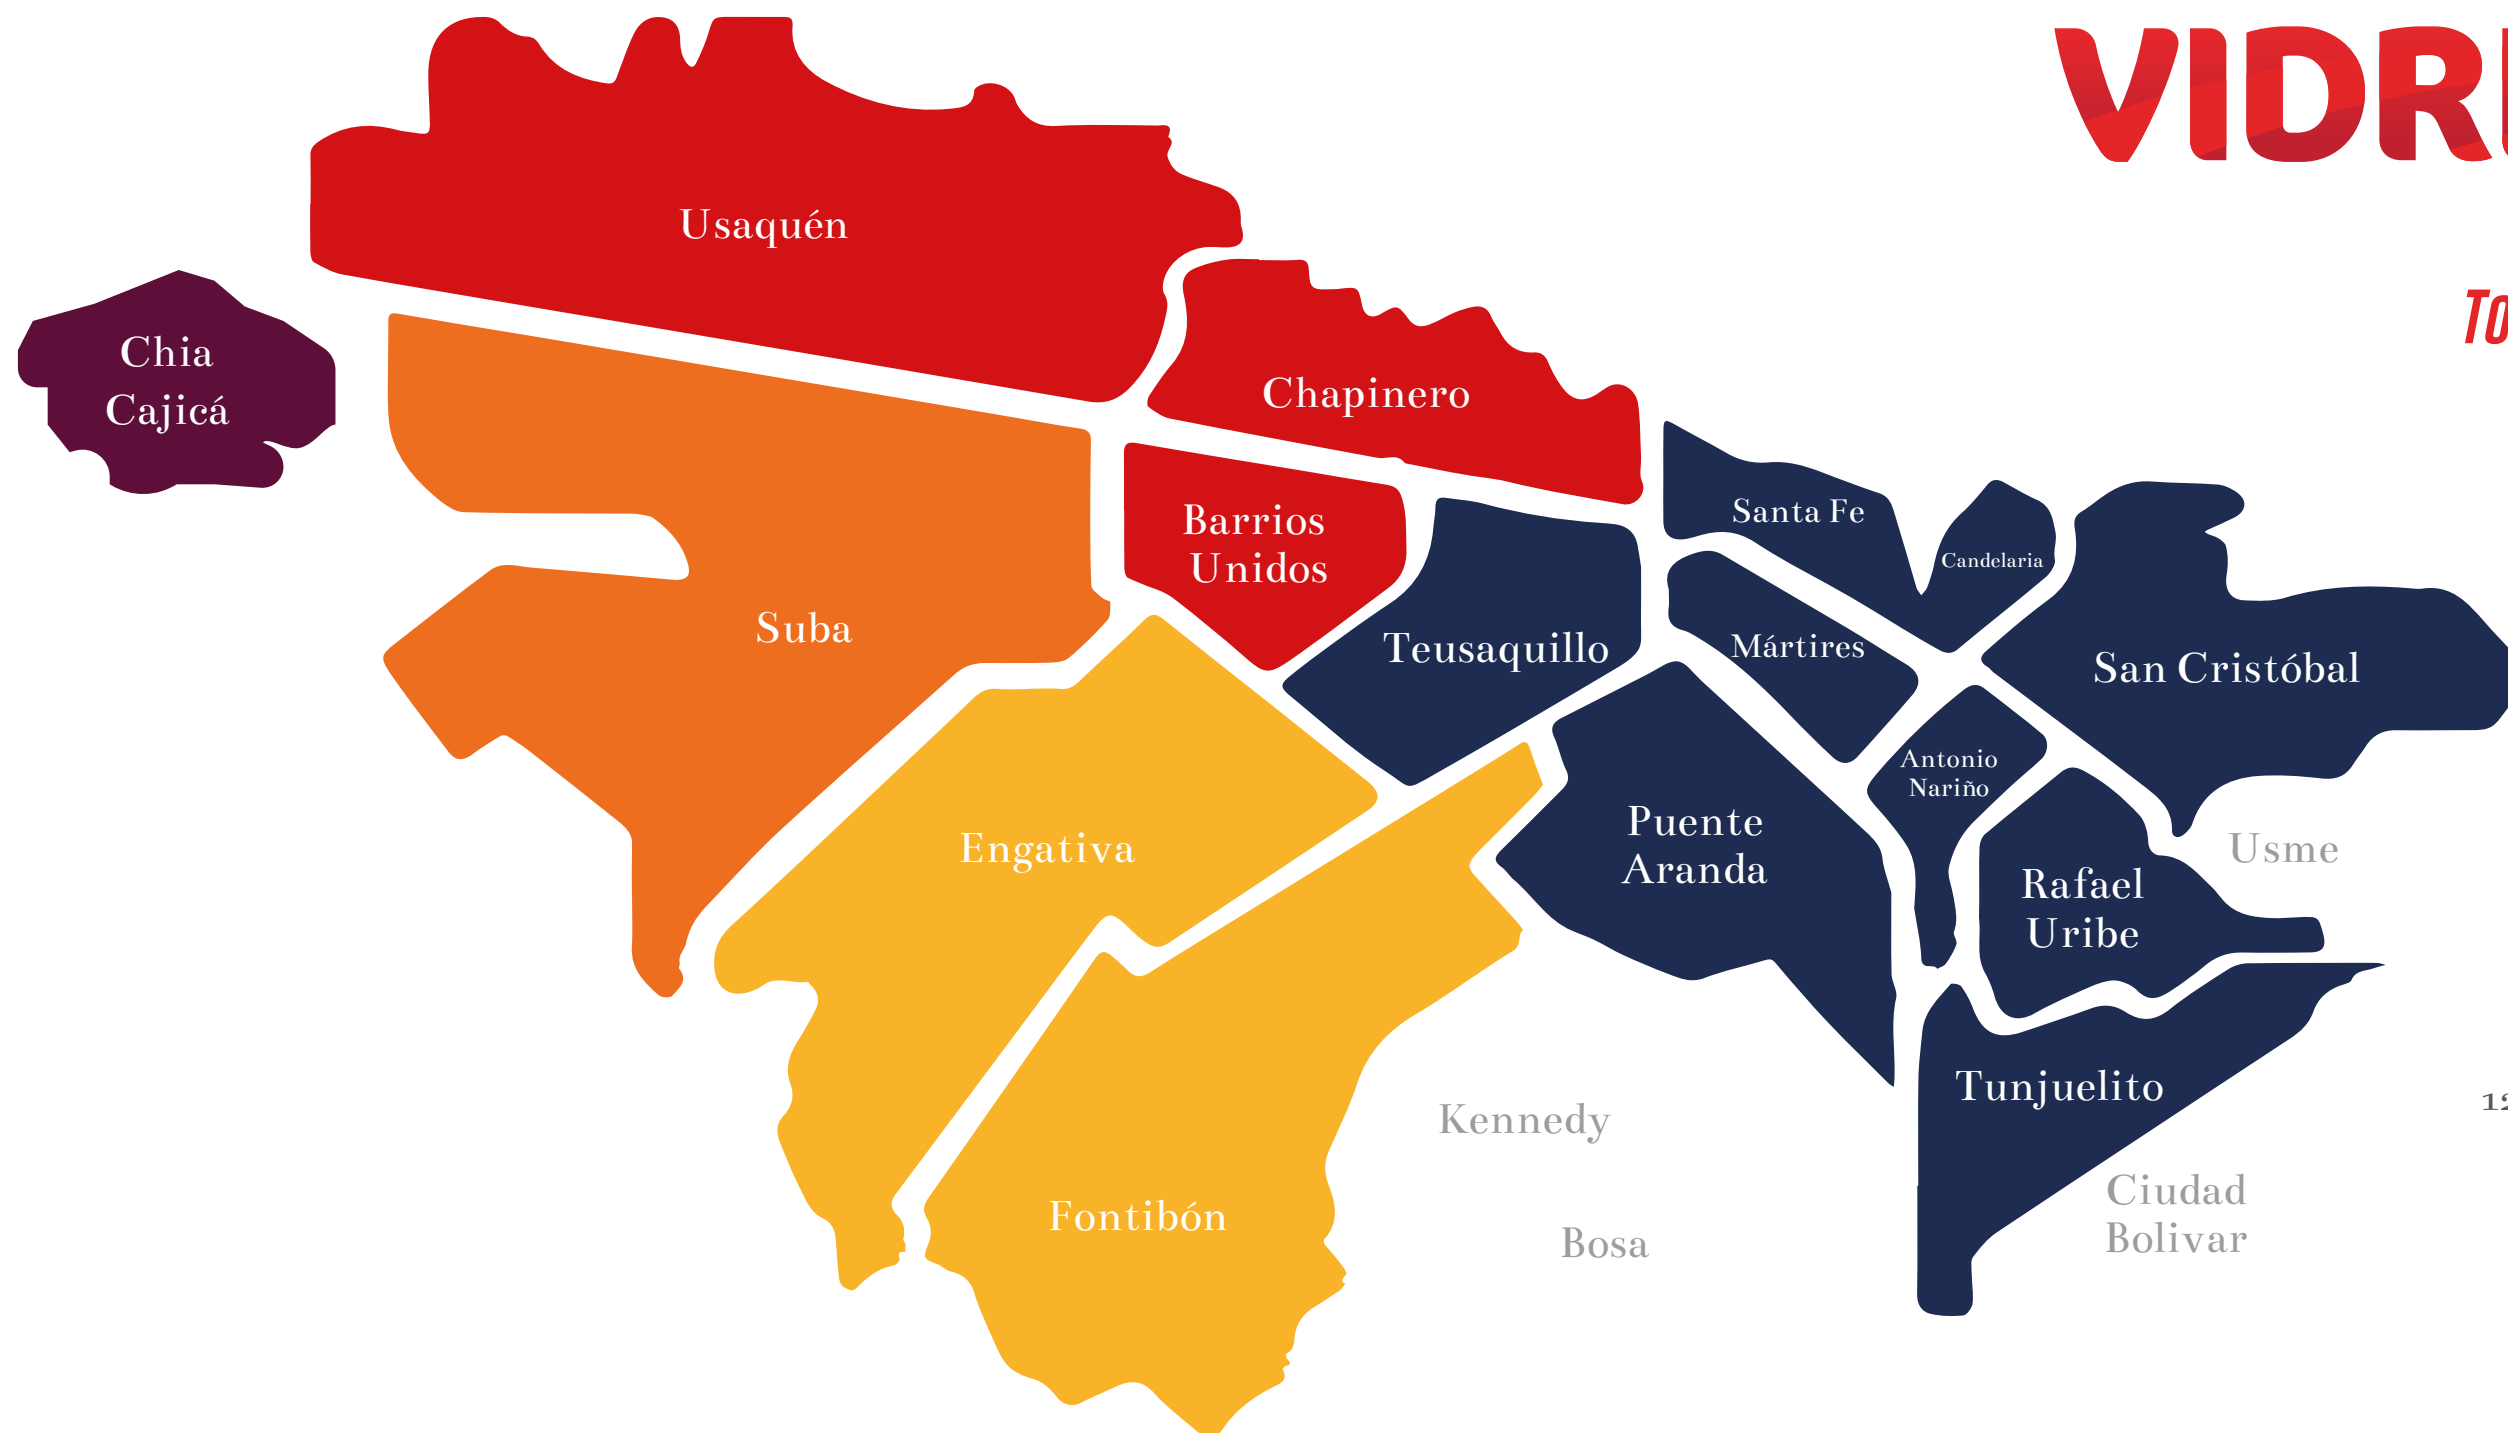 Usaquén
Chia
Cajicá
Chapinero
Barrios
Unidos
Santa Fe
Candelaria
Suba
Teusaquillo
Mártires
San Cristóbal
Antonio
Nariño
Engativa
Puente
Aranda
Usme
Rafael
Uribe
Tunjuelito
Kennedy
Fontibón
Bosa
Ciudad
Bolivar